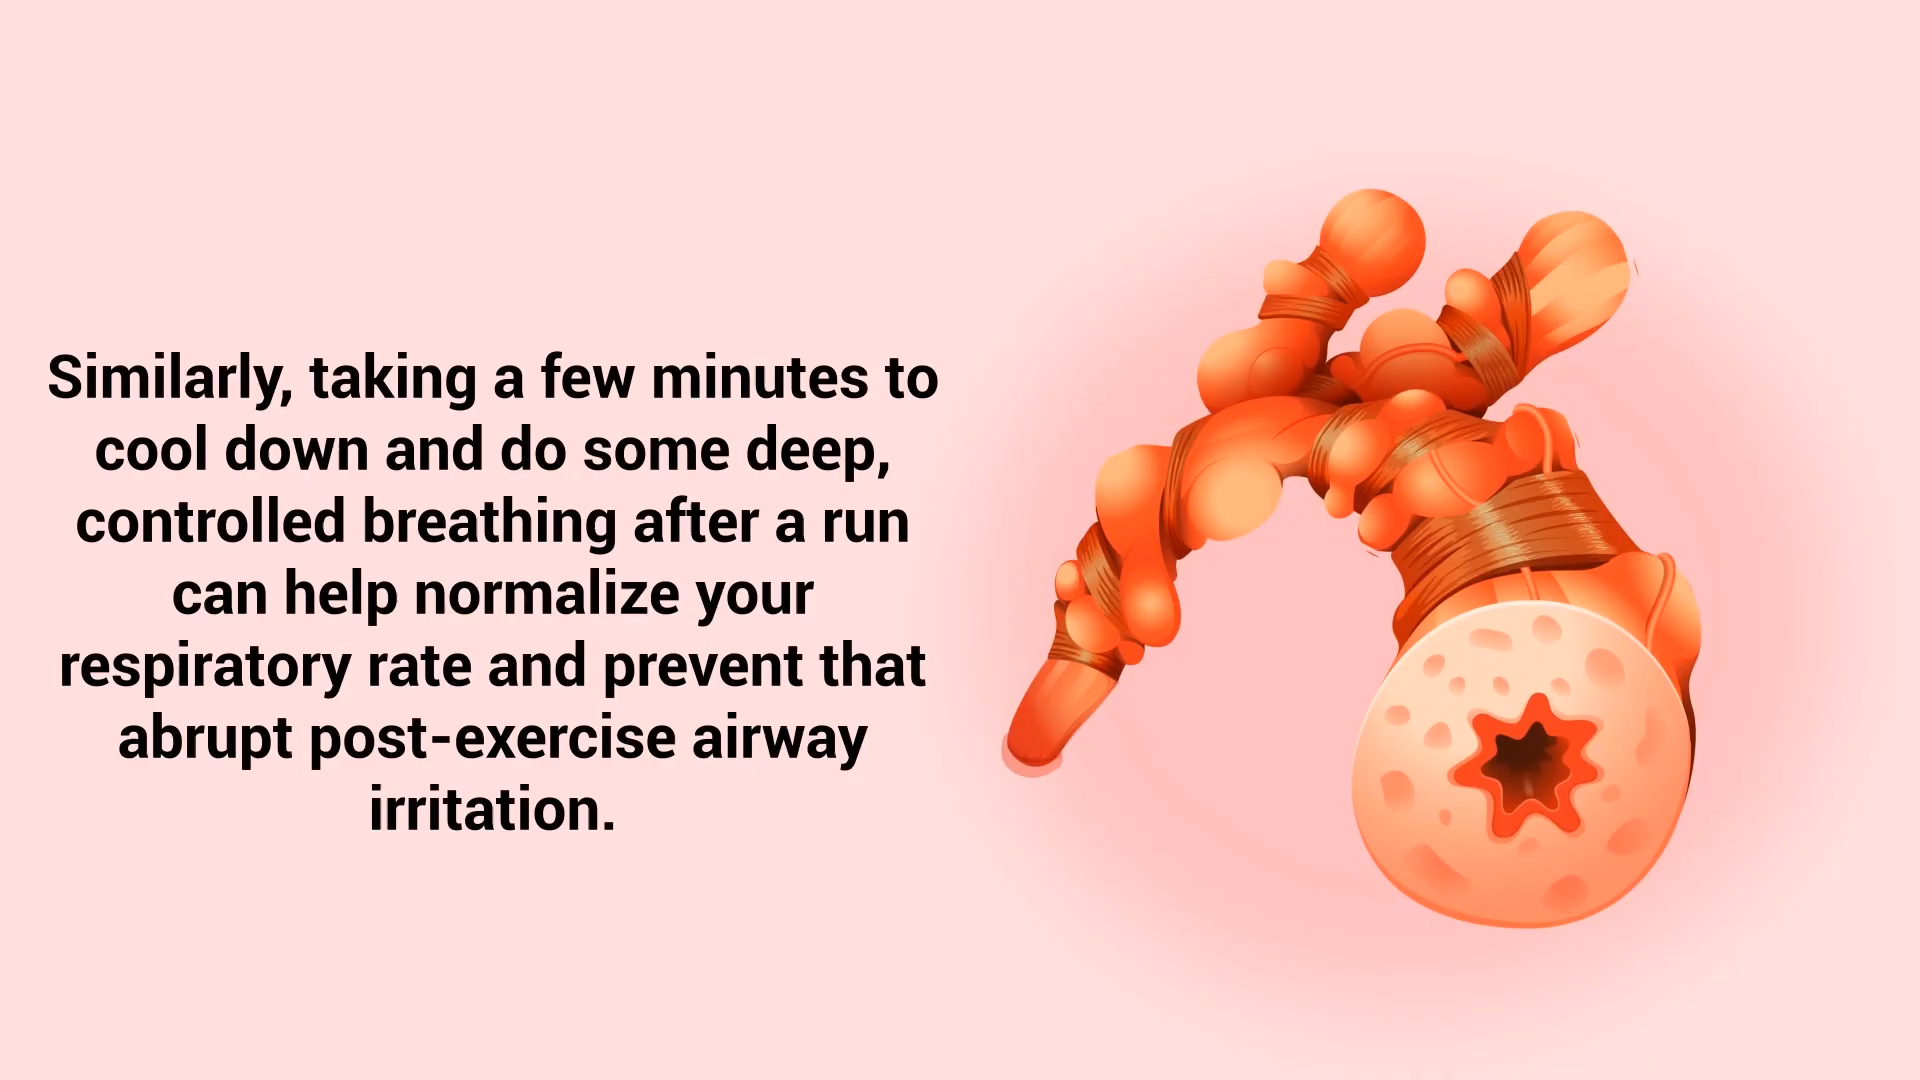 Similarly, taking a few minutes to
cool down and do some deep,
controlled breathing after a run
can help normalize your
respiratory rate and prevent that
abrupt post-exercise airway
irritation.